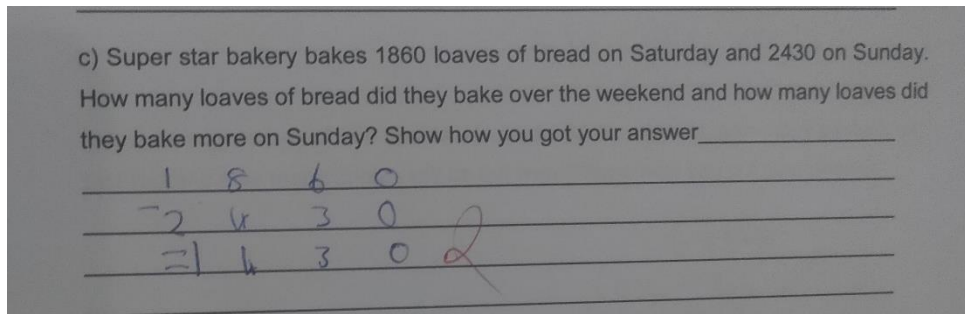 c) Super star bakery bakes 1860 loaves of bread on Saturday and 2430 on Sunday.
How many loaves of bread did they bake over the weekend and how many loaves did
they bake more on Sunday? Show how you got your answer
1 8 6 0
-2 4 3 0
=1 4 3 0